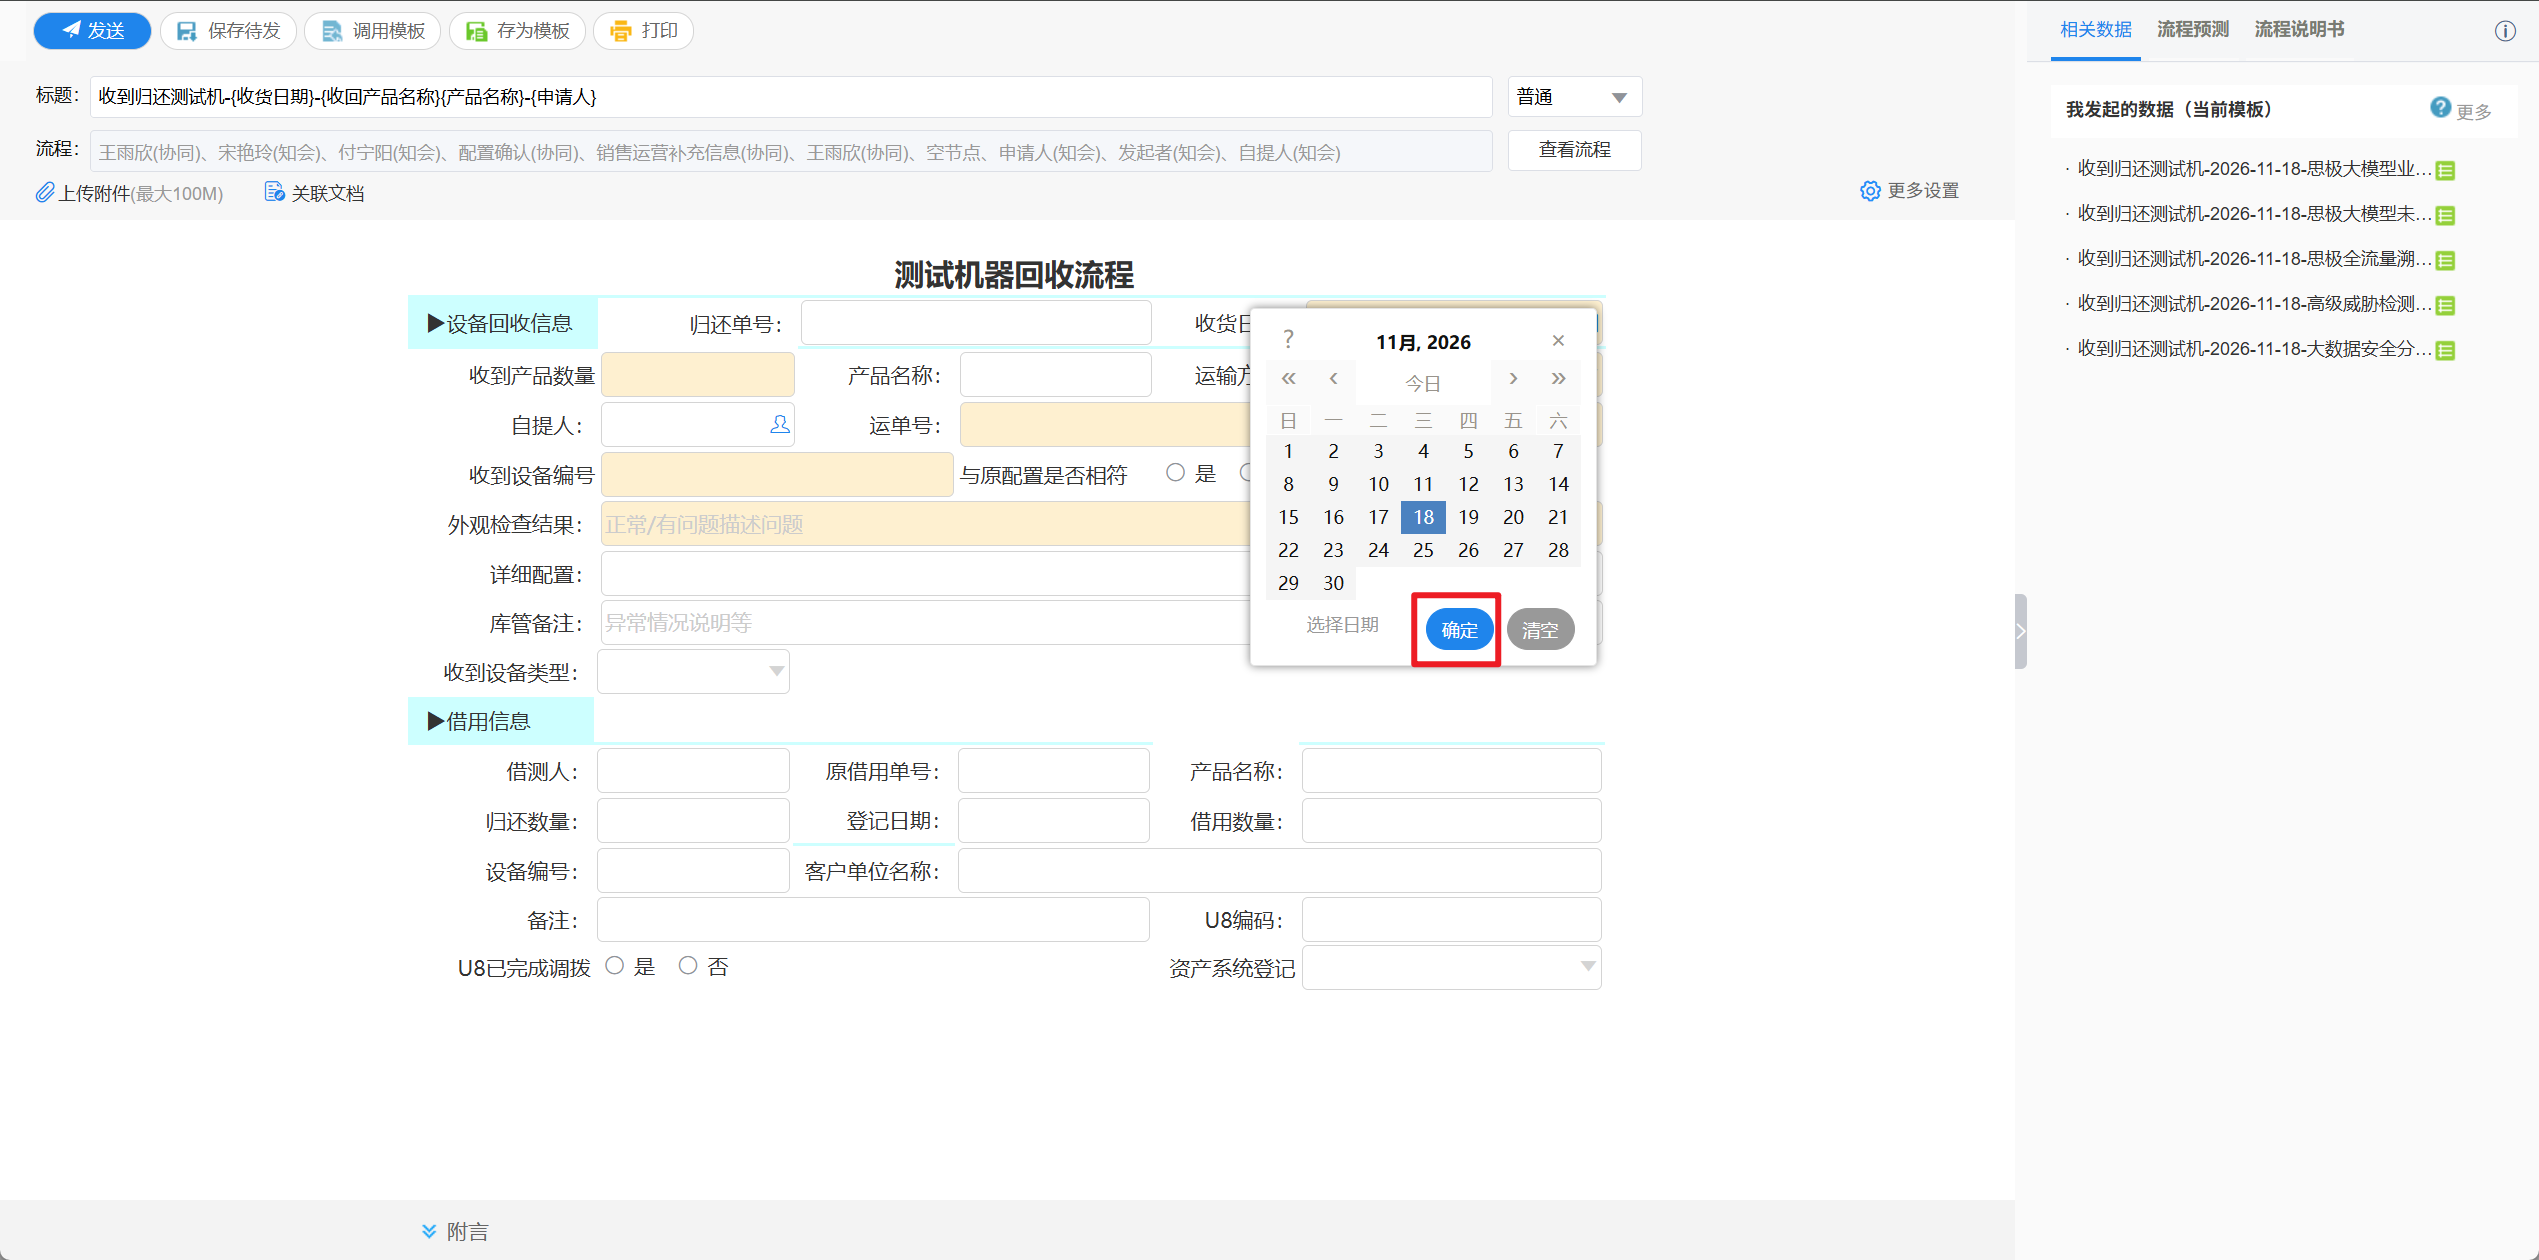 发送 保存待发 调用模板 存为模板 打印
相关数据 流程预测 流程说明书
标题： 收到归还测试机-{收货日期}-{收回产品名称}{产品名称}-{申请人} 普通
流程： 王雨欣(协同)、宋艳玲(知会)、付宁阳(知会)、配置确认(协同)、销售运营补充信息(协同)、王雨欣(协同)、空节点、申请人(知会)、发起者(知会)、自提人(知会) 查看流程
上传附件(最大100M) 关联文档 更多设置
我发起的数据（当前模板） ? 更多
· 收到归还测试机-2026-11-18-思极大模型业...
· 收到归还测试机-2026-11-18-思极大模型未...
· 收到归还测试机-2026-11-18-思极全流量溯...
· 收到归还测试机-2026-11-18-高级威胁检测...
· 收到归还测试机-2026-11-18-大数据安全分...
测试机器回收流程
▶设备回收信息 归还单号： 收货日
收到产品数量 产品名称： 运输方
自提人： 运单号：
收到设备编号 与原配置是否相符 是
外观检查结果： 正常/有问题描述问题
详细配置：
库管备注： 异常情况说明等
收到设备类型：
? 11月, 2026 ×
« ‹ 今日 › »
日 一 二 三 四 五 六
1 2 3 4 5 6 7
8 9 10 11 12 13 14
15 16 17 18 19 20 21
22 23 24 25 26 27 28
29 30
选择日期 确定 清空
▶借用信息
借测人： 原借用单号： 产品名称：
归还数量： 登记日期： 借用数量：
设备编号： 客户单位名称：
备注： U8编码：
U8已完成调拨 是 否 资产系统登记
附言